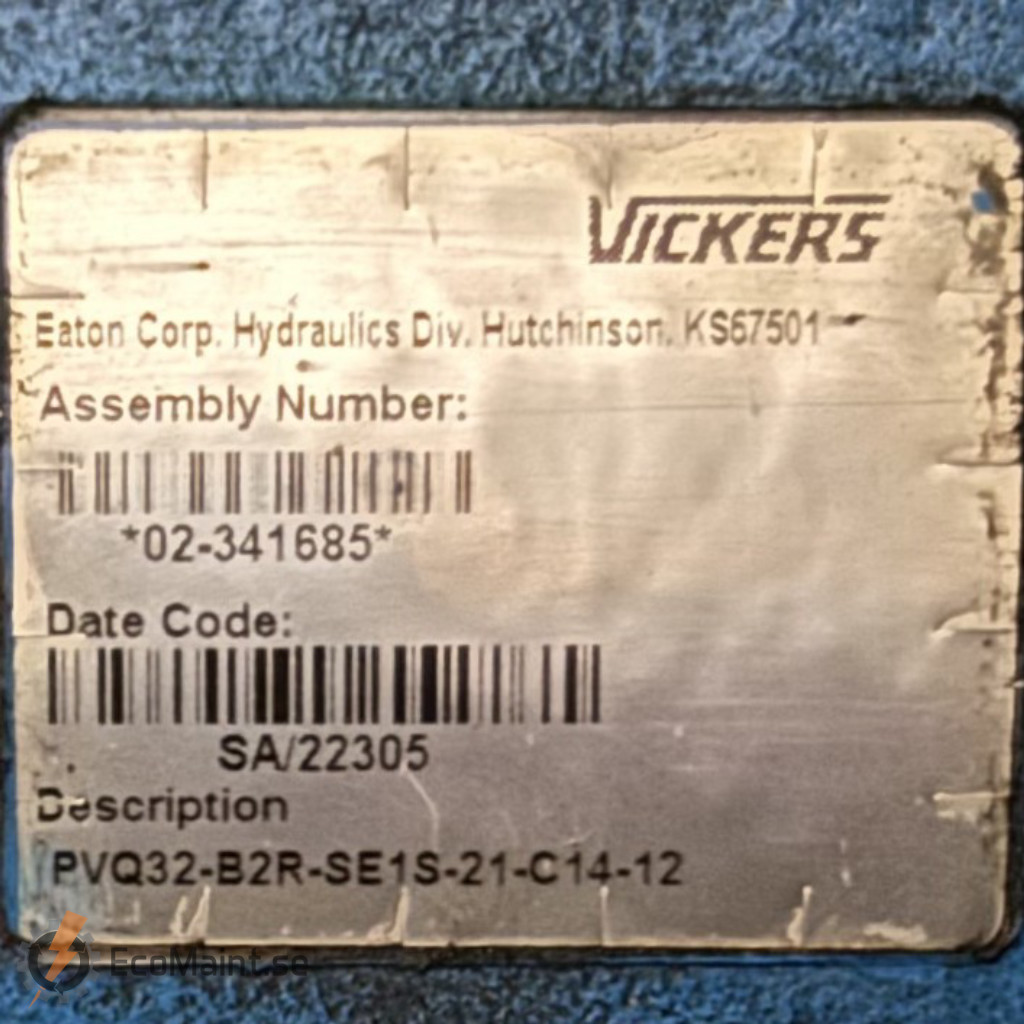 VICKERS
Eaton Corp. Hydraulics Div. Hutchinson, KS67501
Assembly Number:
*02-341685*
Date Code:
SA/22305
Description
PVQ32-B2R-SE1S-21-C14-12
EcoMaint.se